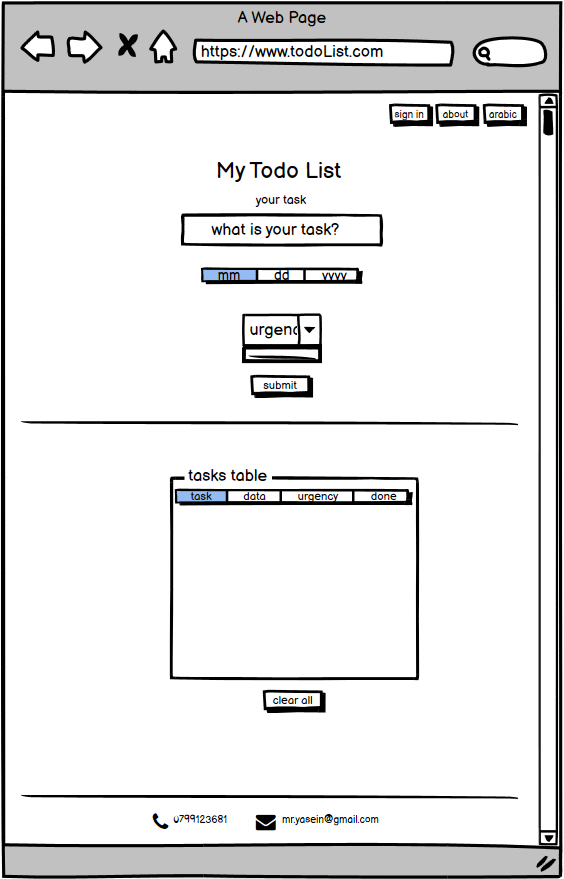 A Web Page
https://www.todoList.com
sign in about arabic
My Todo List
your task
what is your task?
mm dd yyyy
urgenc
submit
tasks table
task data urgency done
clear all
0799123681 mr.yasein@gmail.com